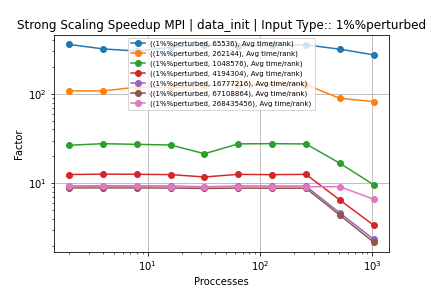 Strong Scaling Speedup MPI | data_init | Input Type:: 1%%perturbed
((1%perturbed, 65536), Avg time/rank)
((1%perturbed, 262144), Avg time/rank)
((1%perturbed, 1048576), Avg time/rank)
((1%perturbed, 4194304), Avg time/rank)
((1%perturbed, 16777216), Avg time/rank)
((1%perturbed, 67108864), Avg time/rank)
((1%perturbed, 268435456), Avg time/rank)
Factor
10²
10¹
10¹ 10² 10³
Proccesses